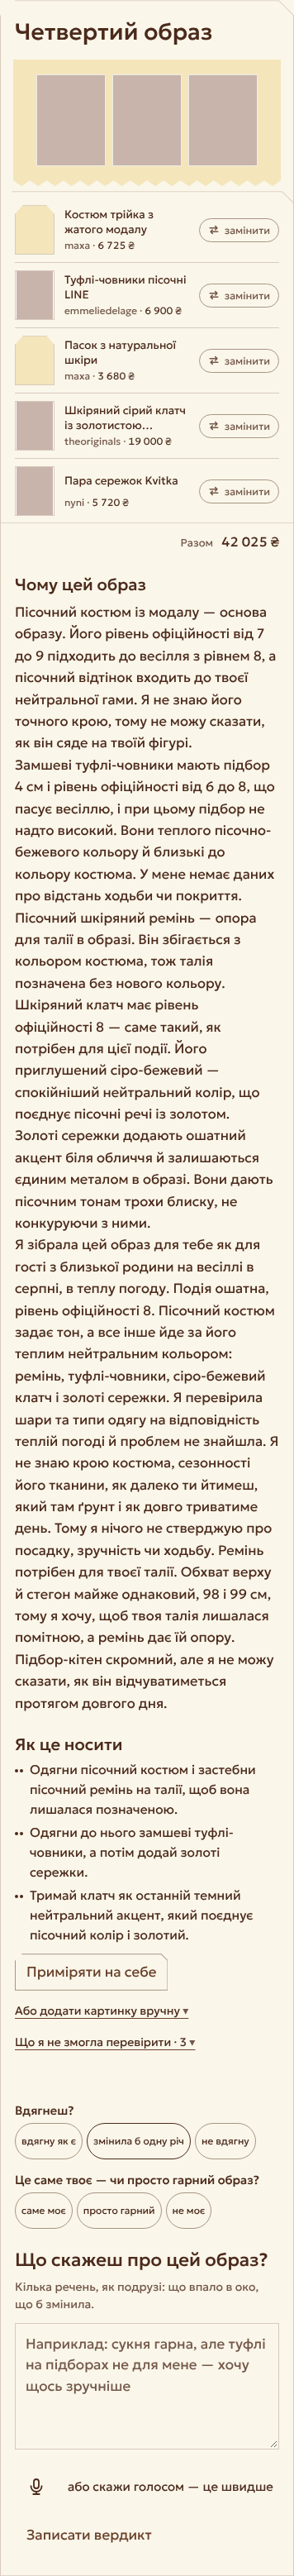 Четвертий образ
Костюм трійка з
жатого модалу
maxa · 6 725 ₴
замінити
Туфлі-човники пісочні
LINE
emmeliedelage · 6 900 ₴
замінити
Пасок з натуральної
шкіри
maxa · 3 680 ₴
замінити
Шкіряний сірий клатч
із золотистою...
theoriginals · 19 000 ₴
замінити
Пара сережок Kvitka
nyni · 5 720 ₴
замінити
Разом 42 025 ₴
Чому цей образ
Пісочний костюм із модалу — основа
образу. Його рівень офіційності від 7
до 9 підходить до весілля з рівнем 8, а
пісочний відтінок входить до твоєї
нейтральної гами. Я не знаю його
точного крою, тому не можу сказати,
як він сяде на твоїй фігурі.
Замшеві туфлі-човники мають підбор
4 см і рівень офіційності від 6 до 8, що
пасує весіллю, і при цьому підбор не
надто високий. Вони теплого пісочно-
бежевого кольору й близькі до
кольору костюма. У мене немає даних
про відстань ходьби чи покриття.
Пісочний шкіряний ремінь — опора
для талії в образі. Він збігається з
кольором костюма, тож талія
позначена без нового кольору.
Шкіряний клатч має рівень
офіційності 8 — саме такий, як
потрібен для цієї події. Його
приглушений сіро-бежевий —
спокійніший нейтральний колір, що
поєднує пісочні речі із золотом.
Золоті сережки додають ошатний
акцент біля обличчя й залишаються
єдиним металом в образі. Вони дають
пісочним тонам трохи блиску, не
конкуруючи з ними.
Я зібрала цей образ для тебе як для
гості з близької родини на весіллі в
серпні, в теплу погоду. Подія ошатна,
рівень офіційності 8. Пісочний костюм
задає тон, а все інше йде за його
теплим нейтральним кольором:
ремінь, туфлі-човники, сіро-бежевий
клатч і золоті сережки. Я перевірила
шари та типи одягу на відповідність
теплій погоді й проблем не знайшла. Я
не знаю крою костюма, сезонності
його тканини, як далеко ти йтимеш,
який там ґрунт і як довго триватиме
день. Тому я нічого не стверджую про
посадку, зручність чи ходьбу. Ремінь
потрібен для твоєї талії. Обхват верху
й стегон майже однаковий, 98 і 99 см,
тому я хочу, щоб твоя талія лишалася
помітною, а ремінь дає їй опору.
Підбор-кітен скромний, але я не можу
сказати, як він відчуватиметься
протягом довгого дня.
Як це носити
Одягни пісочний костюм і застебни
пісочний ремінь на талії, щоб вона
лишалася позначеною.
Одягни до нього замшеві туфлі-
човники, а потім додай золоті
сережки.
Тримай клатч як останній темний
нейтральний акцент, який поєднує
пісочний колір і золотий.
Приміряти на себе
Або додати картинку вручну ▾
Що я не змогла перевірити · 3 ▾
Вдягнеш?
вдягну як є
змінила б одну річ
не вдягну
Це саме твоє — чи просто гарний образ?
саме моє
просто гарний
не моє
Що скажеш про цей образ?
Кілька речень, як подрузі: що впало в око,
що б змінила.
Наприклад: сукня гарна, але туфлі
на підборах не для мене — хочу
щось зручніше
або скажи голосом — це швидше
Записати вердикт